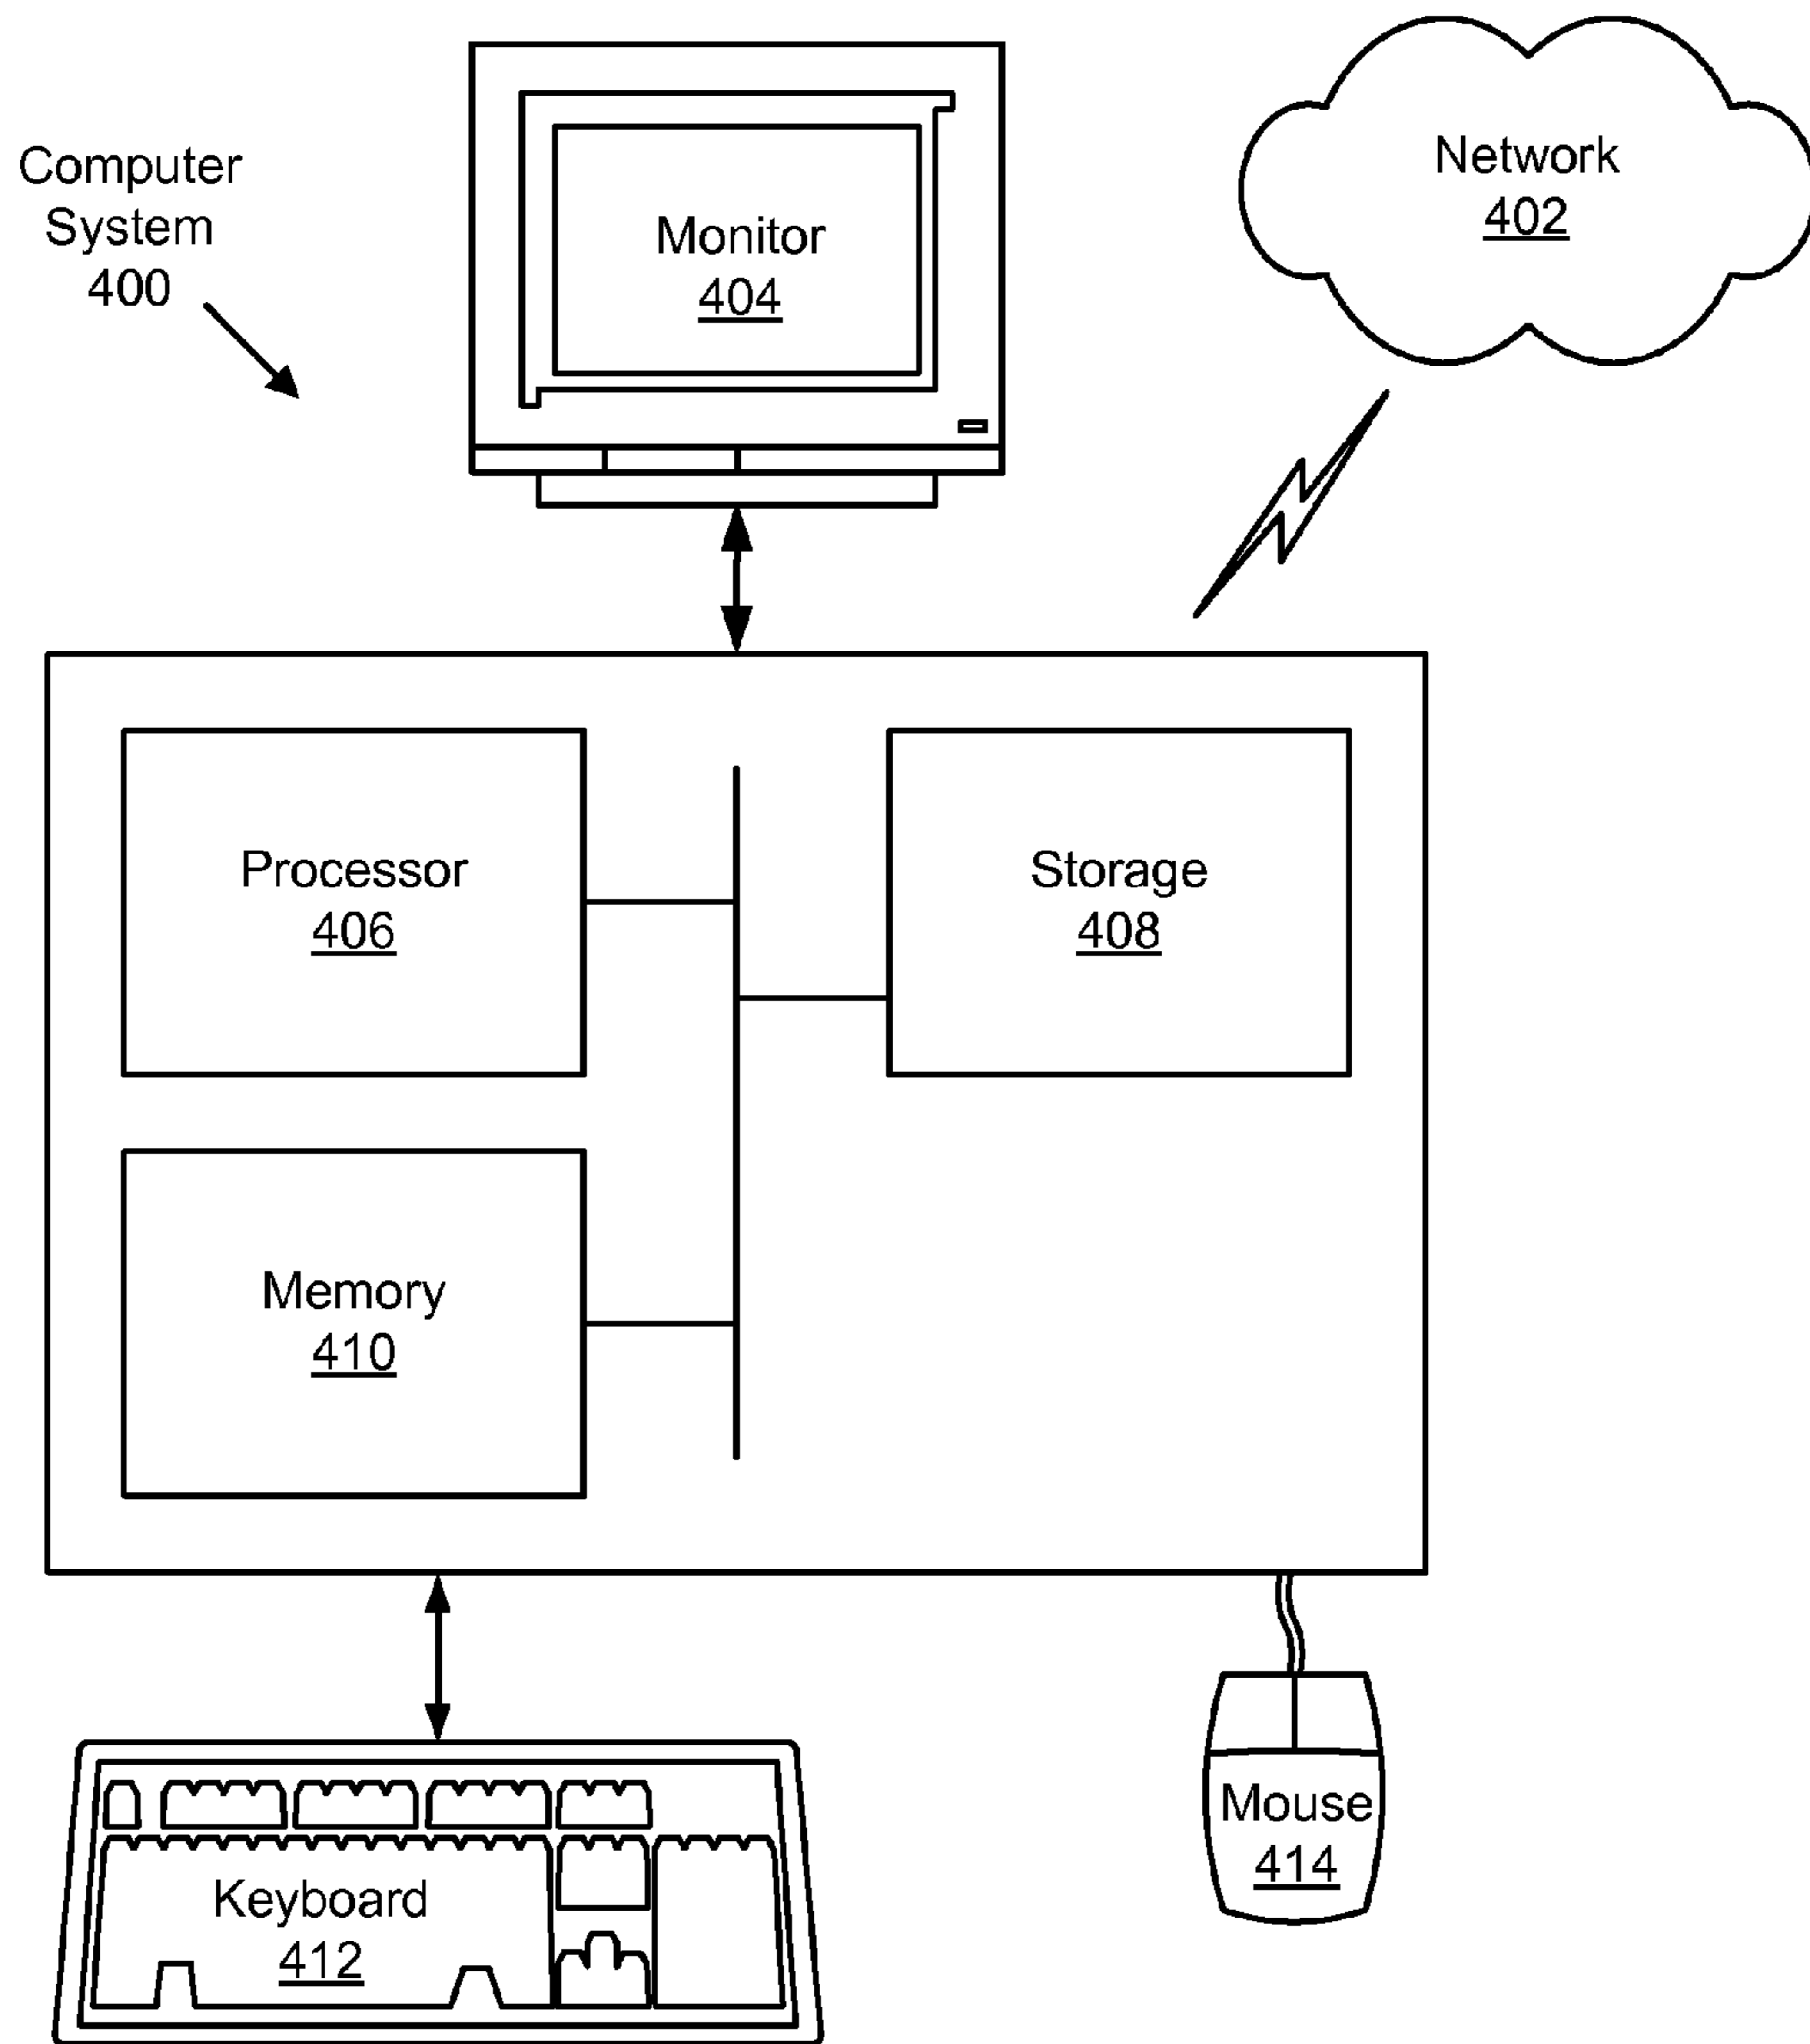 Computer
System
400
Monitor
404
Network
402
Processor
406
Storage
408
Memory
410
Keyboard
412
Mouse
414